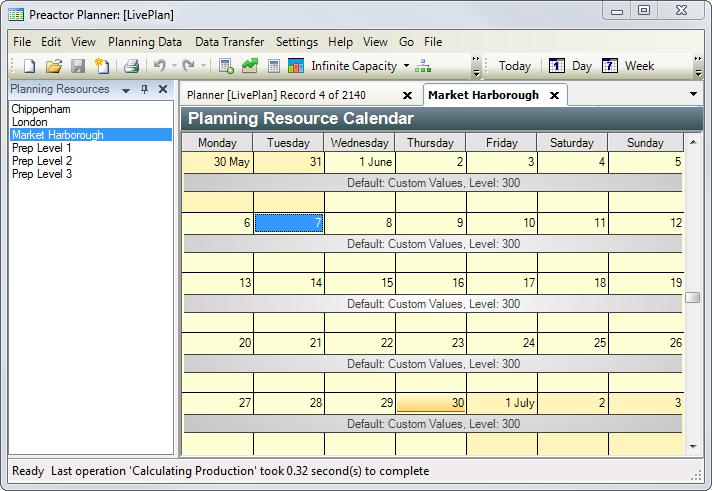 Preactor Planner: [LivePlan]
File Edit View Planning Data Data Transfer Settings Help View Go File
Infinite Capacity Today 1 Day 7 Week
Planning Resources
Chippenham
London
Market Harborough
Prep Level 1
Prep Level 2
Prep Level 3
Planner [LivePlan] Record 4 of 2140 Market Harborough
Planning Resource Calendar
Monday Tuesday Wednesday Thursday Friday Saturday Sunday
30 May 31 1 June 2 3 4 5
Default: Custom Values, Level: 300
6 7 8 9 10 11 12
Default: Custom Values, Level: 300
13 14 15 16 17 18 19
Default: Custom Values, Level: 300
20 21 22 23 24 25 26
Default: Custom Values, Level: 300
27 28 29 30 1 July 2 3
Default: Custom Values, Level: 300
Ready Last operation 'Calculating Production' took 0.32 second(s) to complete